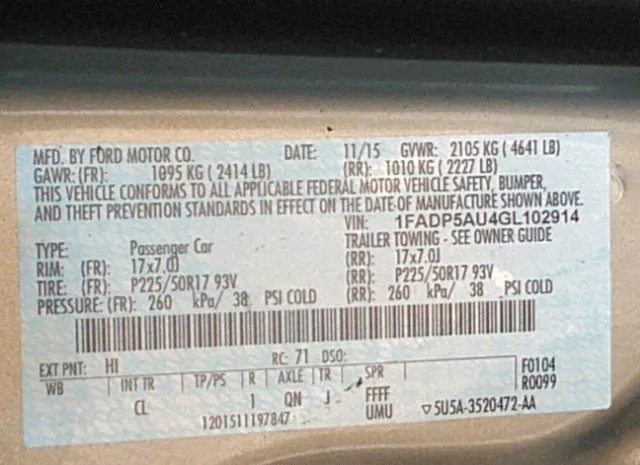 MFD. BY FORD MOTOR CO. DATE: 11/15 GVWR: 2105 KG ( 4641 LB)
GAWR: (FR): 1095 KG ( 2414 LB) (RR): 1010 KG ( 2227 LB)
THIS VEHICLE CONFORMS TO ALL APPLICABLE FEDERAL MOTOR VEHICLE SAFETY, BUMPER,
AND THEFT PREVENTION STANDARDS IN EFFECT ON THE DATE OF MANUFACTURE SHOWN ABOVE.
VIN: 1FADP5AU4GL102914
TYPE: Passenger Car TRAILER TOWING - SEE OWNER GUIDE
RIM: (FR): 17x7.0J (RR): 17x7.0J
TIRE: (FR): P225/50R17 93V (RR): P225/50R17 93V
PRESSURE: (FR): 260 kPa/ 38 PSI COLD (RR): 260 kPa/ 38 PSI COLD
EXT PNT: HI RC: 71 DSO: F0104
WB INT TR TP/PS R AXLE TR SPR R0099
CL 1 QN J FFFF
UMU
1201511197847 ▽5U5A-3520472-AA